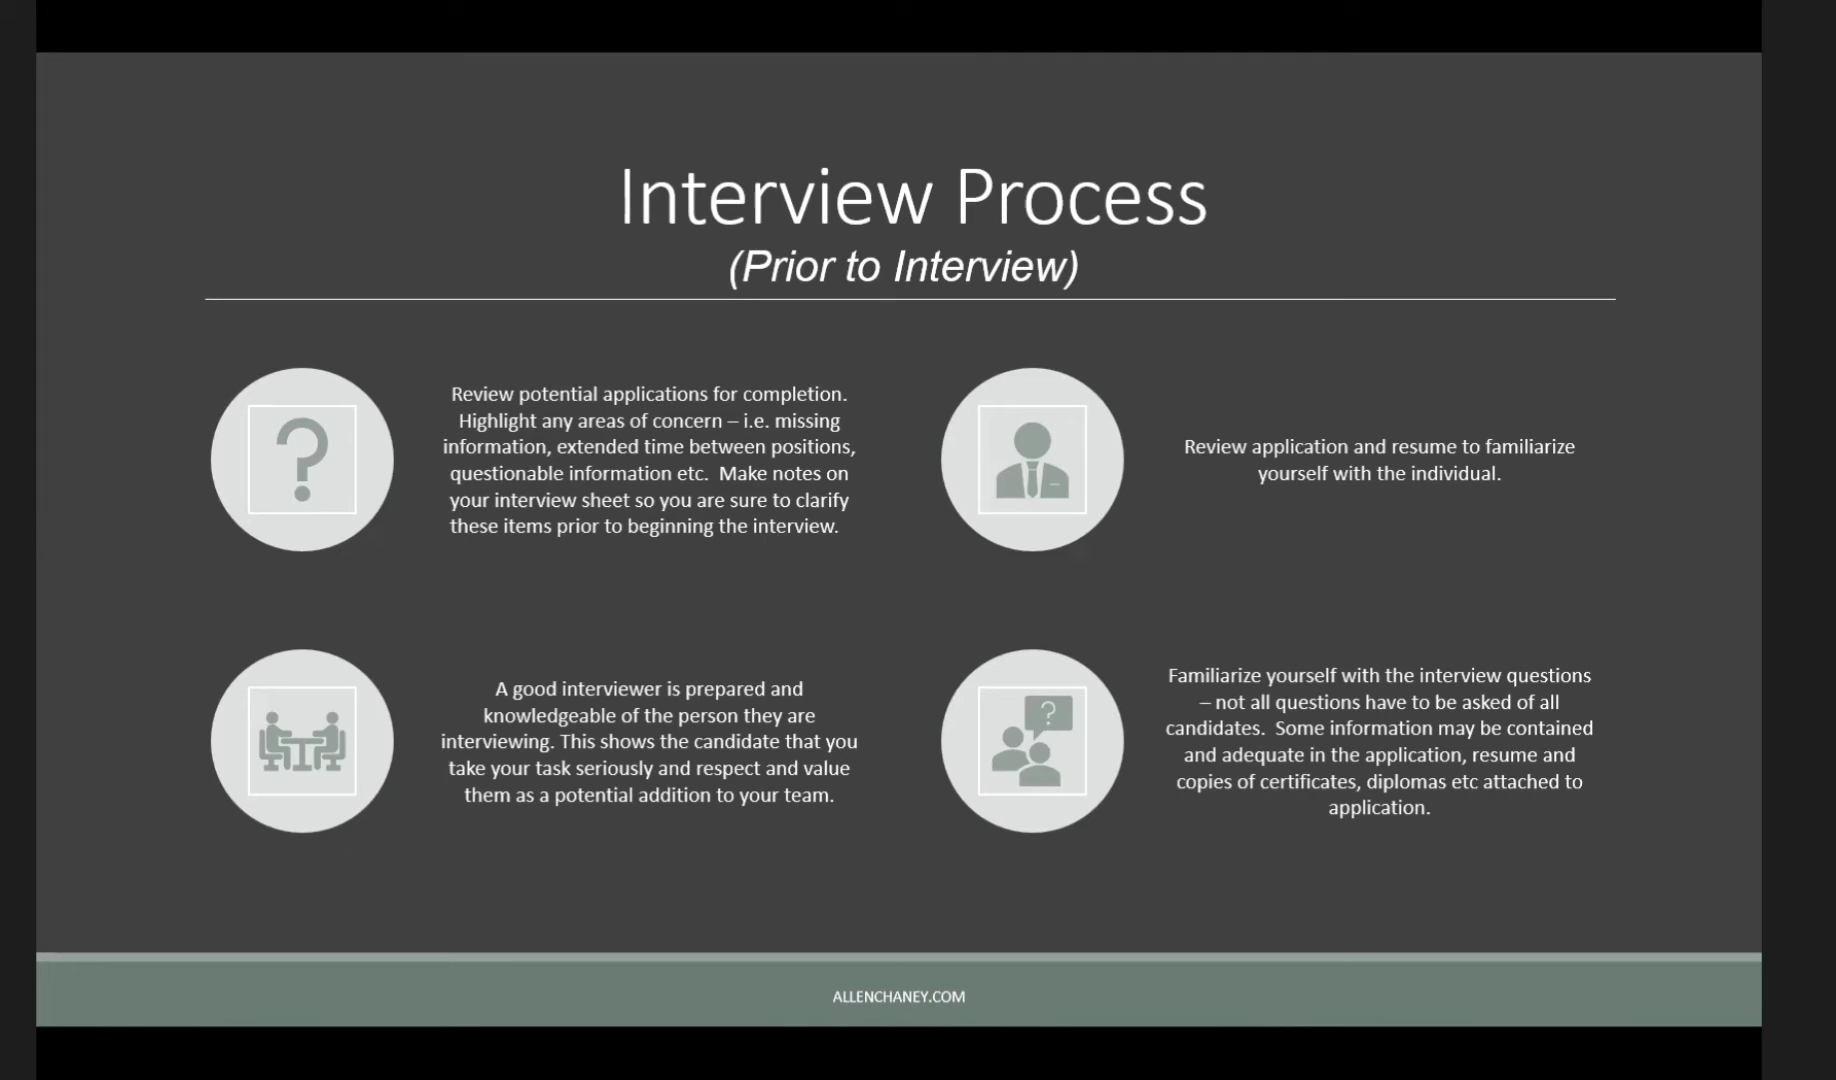 Interview Process
(Prior to Interview)
Review potential applications for completion.
Highlight any areas of concern – i.e. missing
information, extended time between positions,
questionable information etc.  Make notes on
your interview sheet so you are sure to clarify
these items prior to beginning the interview.
Review application and resume to familiarize
yourself with the individual.
A good interviewer is prepared and
knowledgeable of the person they are
interviewing. This shows the candidate that you
take your task seriously and respect and value
them as a potential addition to your team.
Familiarize yourself with the interview questions
– not all questions have to be asked of all
candidates.  Some information may be contained
and adequate in the application, resume and
copies of certificates, diplomas etc attached to
application.
ALLENCHANEY.COM